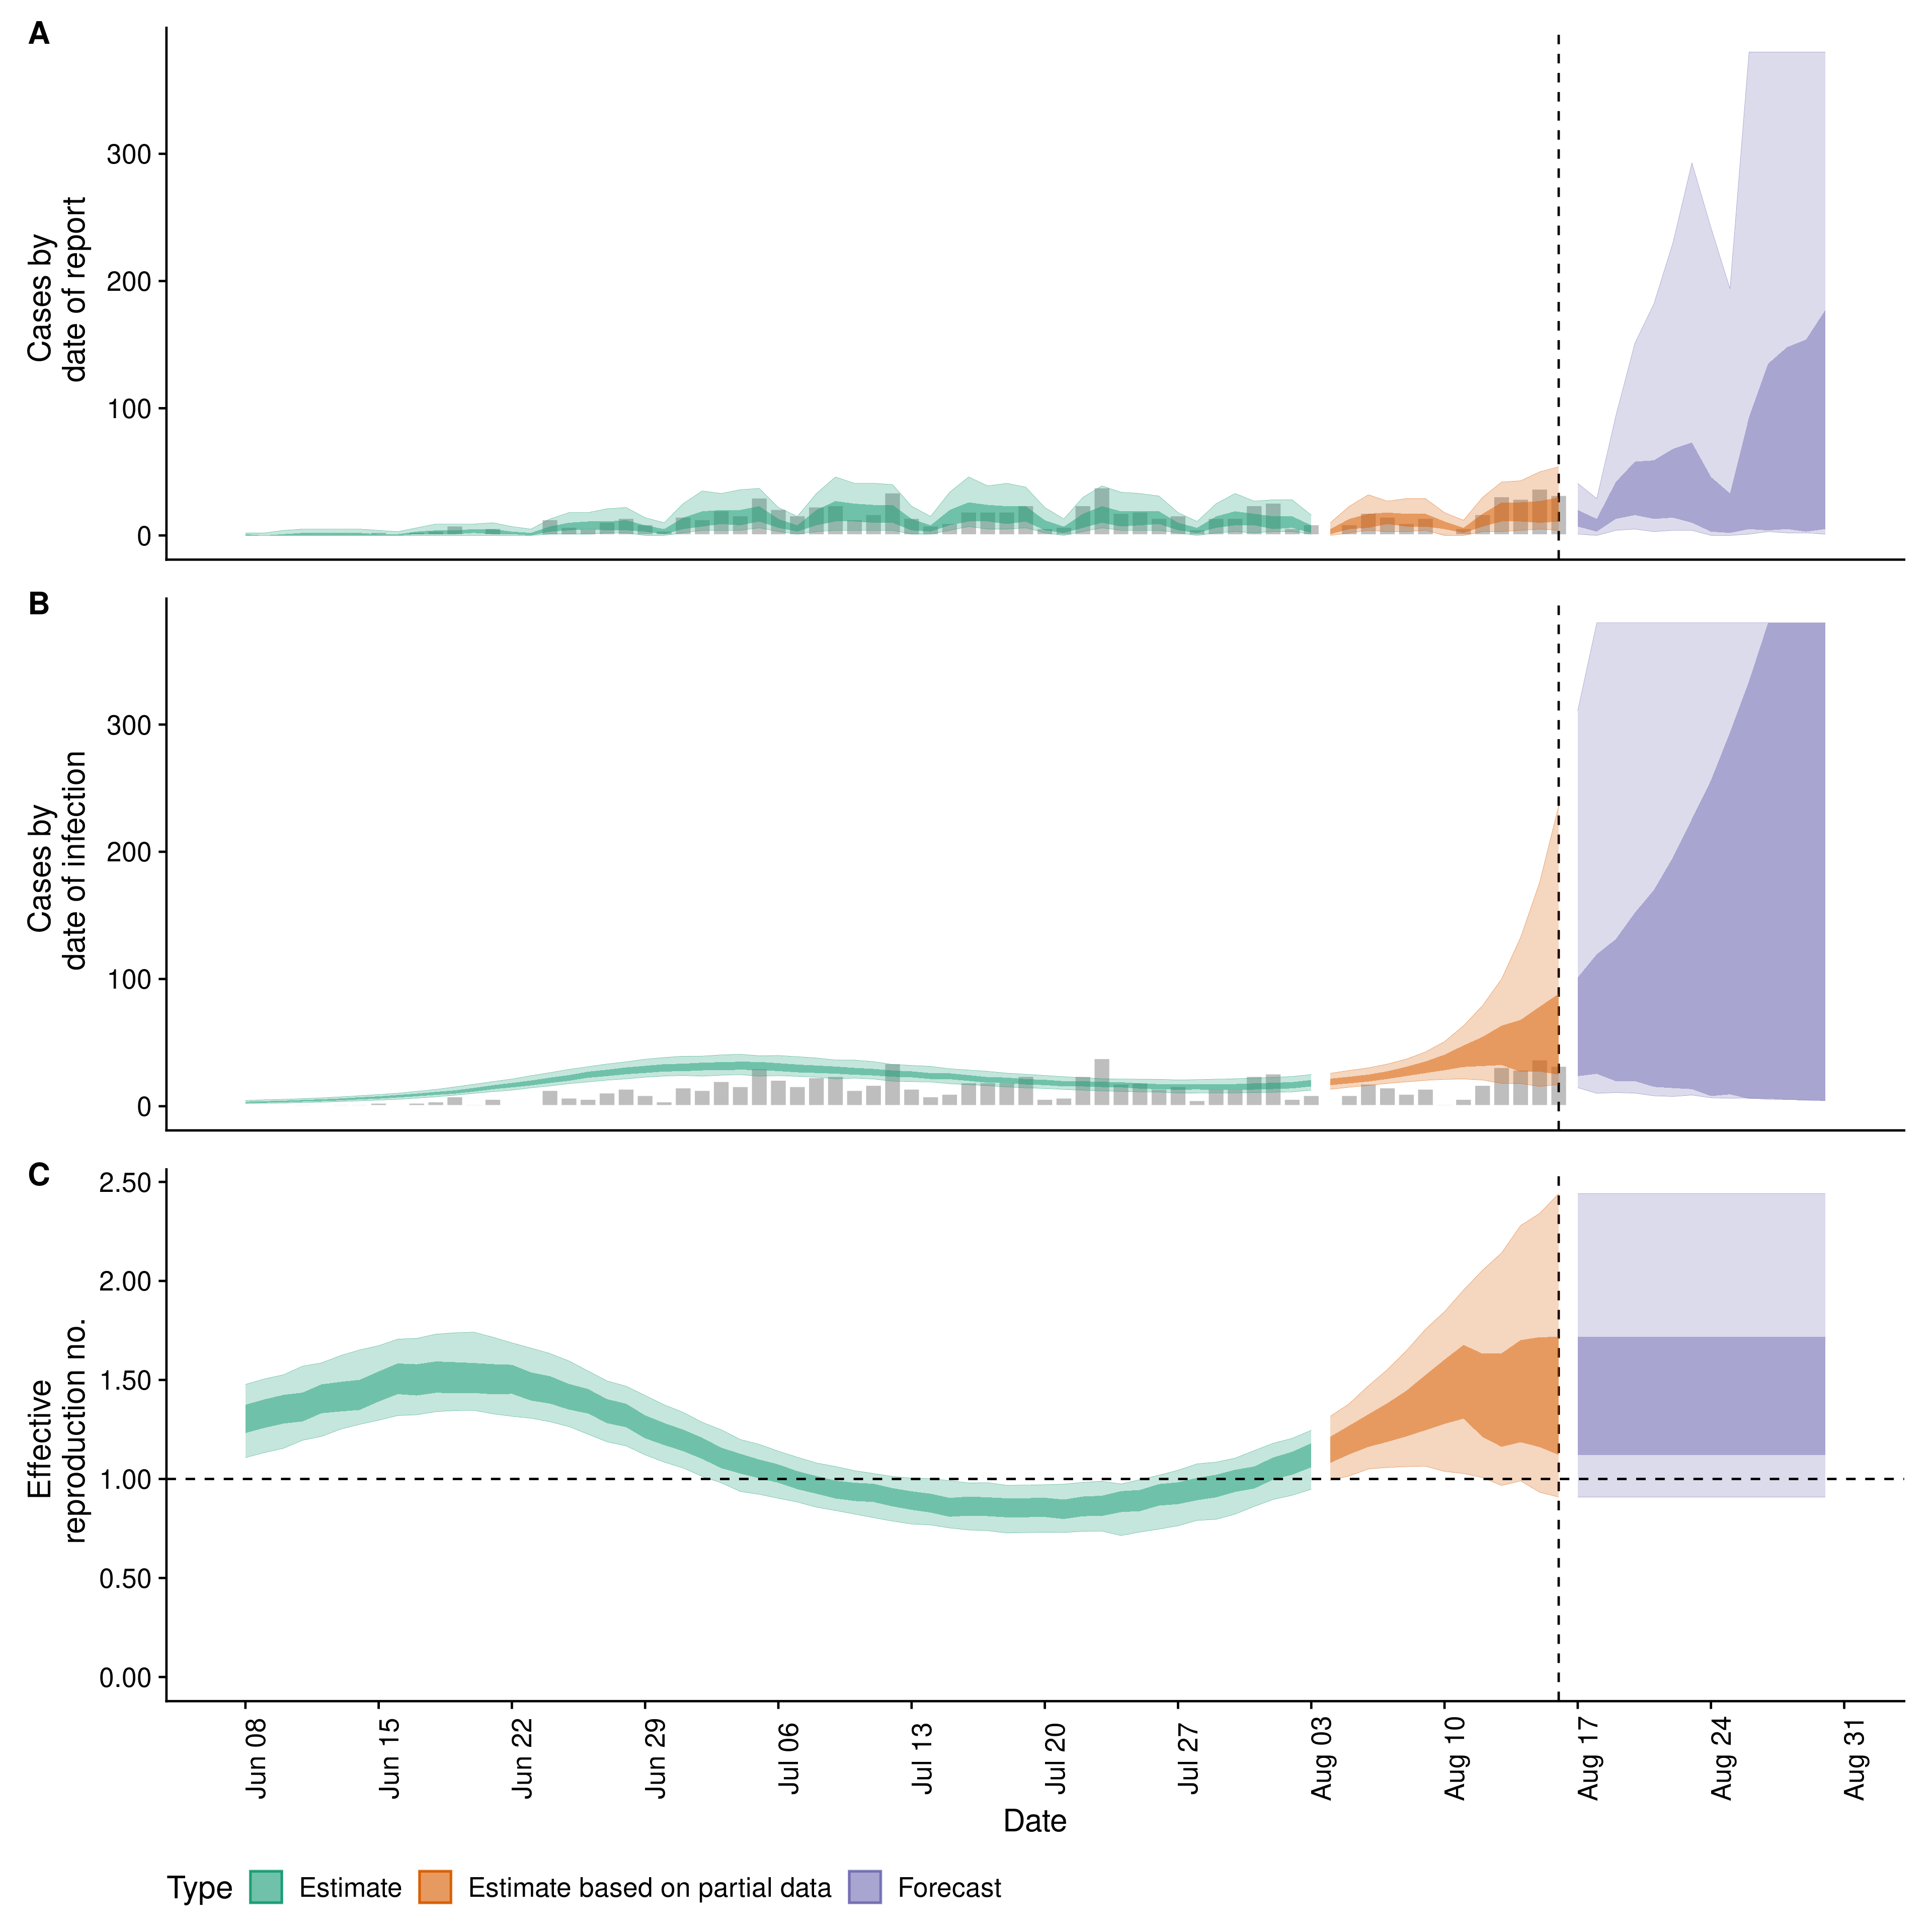 A
Cases by
date of report
300
200
100
0
B
Cases by
date of infection
300
200
100
0
C
Effective
reproduction no.
2.50
2.00
1.50
1.00
0.50
0.00
Jun 08
Jun 15
Jun 22
Jun 29
Jul 06
Jul 13
Jul 20
Jul 27
Aug 03
Aug 10
Aug 17
Aug 24
Aug 31
Date
Type Estimate Estimate based on partial data Forecast